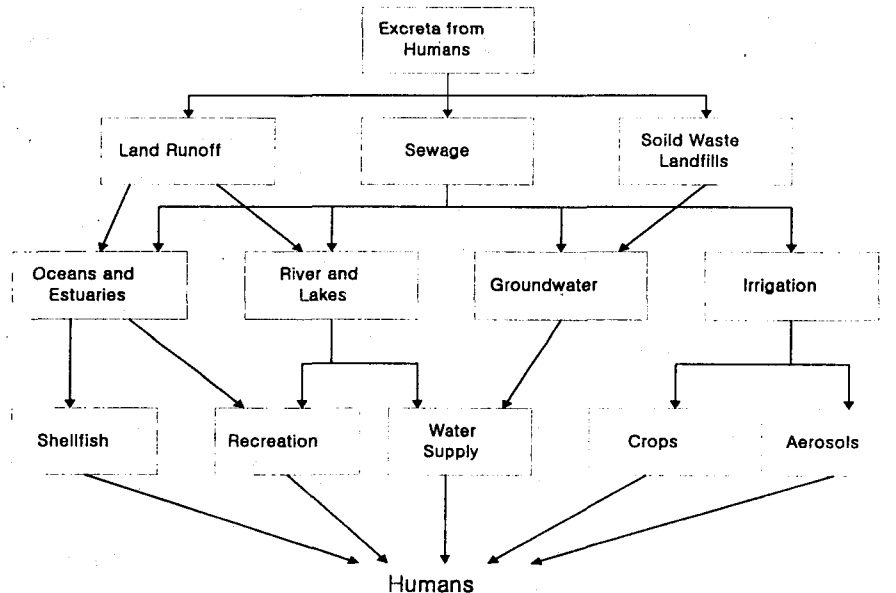 Excreta from
Humans
Land Runoff
Sewage
Soild Waste
Landfills
Oceans and
Estuaries
River and
Lakes
Groundwater
Irrigation
Shellfish
Recreation
Water
Supply
Crops
Aerosols
Humans